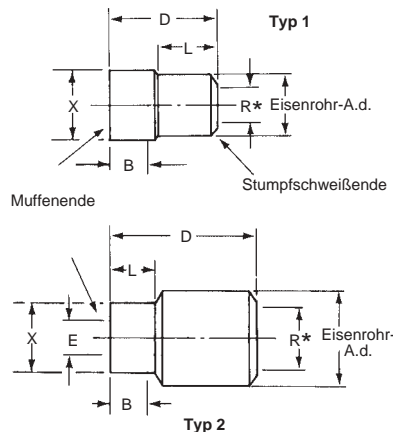 D
Typ 1
L
X
R*
Eisenrohr-A.d.
B
Stumpfschweißende
Muffenende
D
L
X
E
R*
Eisenrohr-
A.d.
B
Typ 2